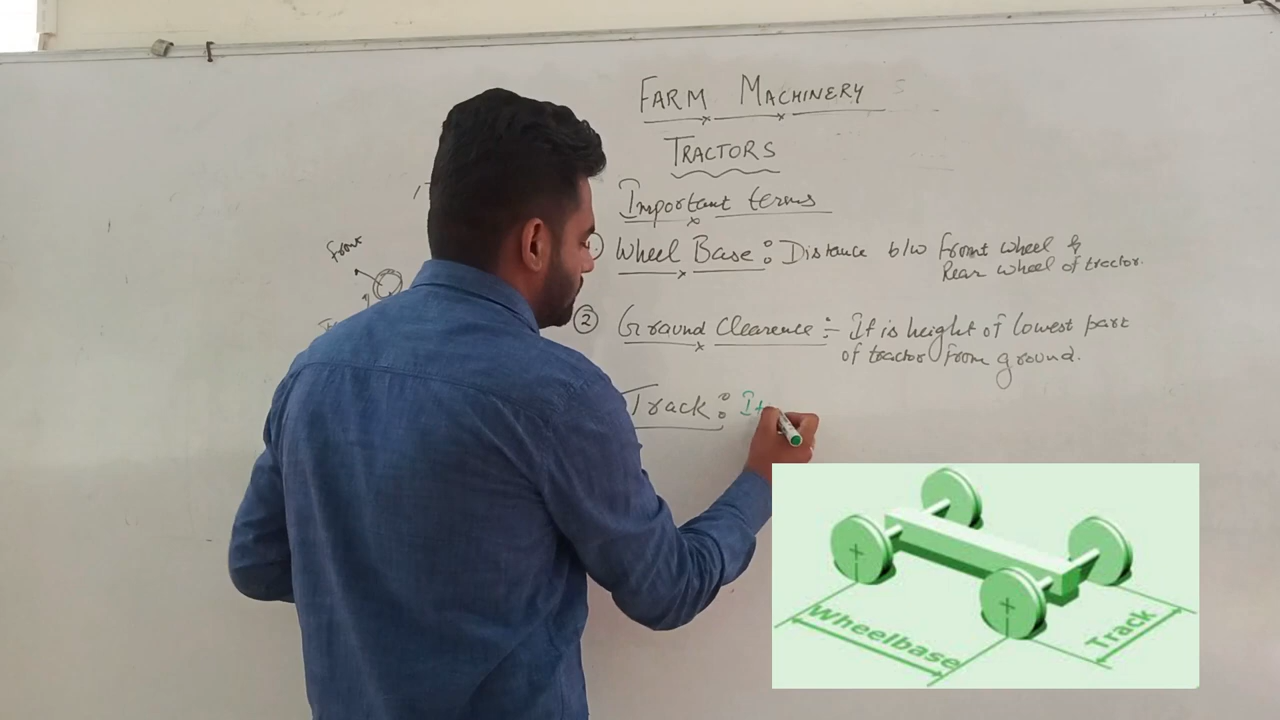 FARM MACHINERY
TRACTORS
Important terms
1. Wheel Base : Distance b/w front wheel &
Rear wheel of tractor.
② Ground Clearence :- It is height of lowest part
of tractor from ground.
Track : It
Front
Wheelbase
Track